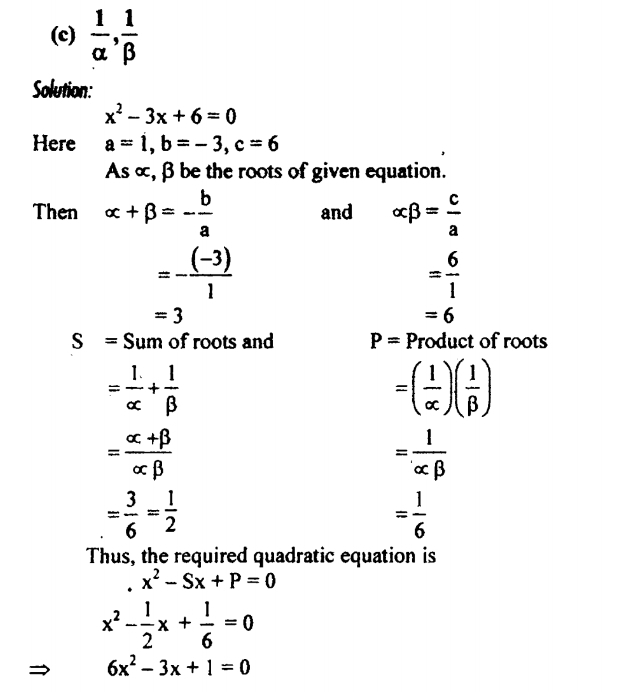 (c) 1/α, 1/β
Solution:
x² – 3x + 6 = 0
Here a = 1, b = – 3, c = 6
As ∝, β be the roots of given equation.
Then ∝ + β = – b/a and ∝β = c/a
= – (–3)/1 = 6/1
= 3 = 6
S = Sum of roots and P = Product of roots
= 1/∝ + 1/β = (1/∝)(1/β)
= ∝ +β/∝ β = 1/∝ β
= 3/6 = 1/2 = 1/6
Thus, the required quadratic equation is
x² – Sx + P = 0
x² – 1/2 x + 1/6 = 0
⇒ 6x² – 3x + 1 = 0